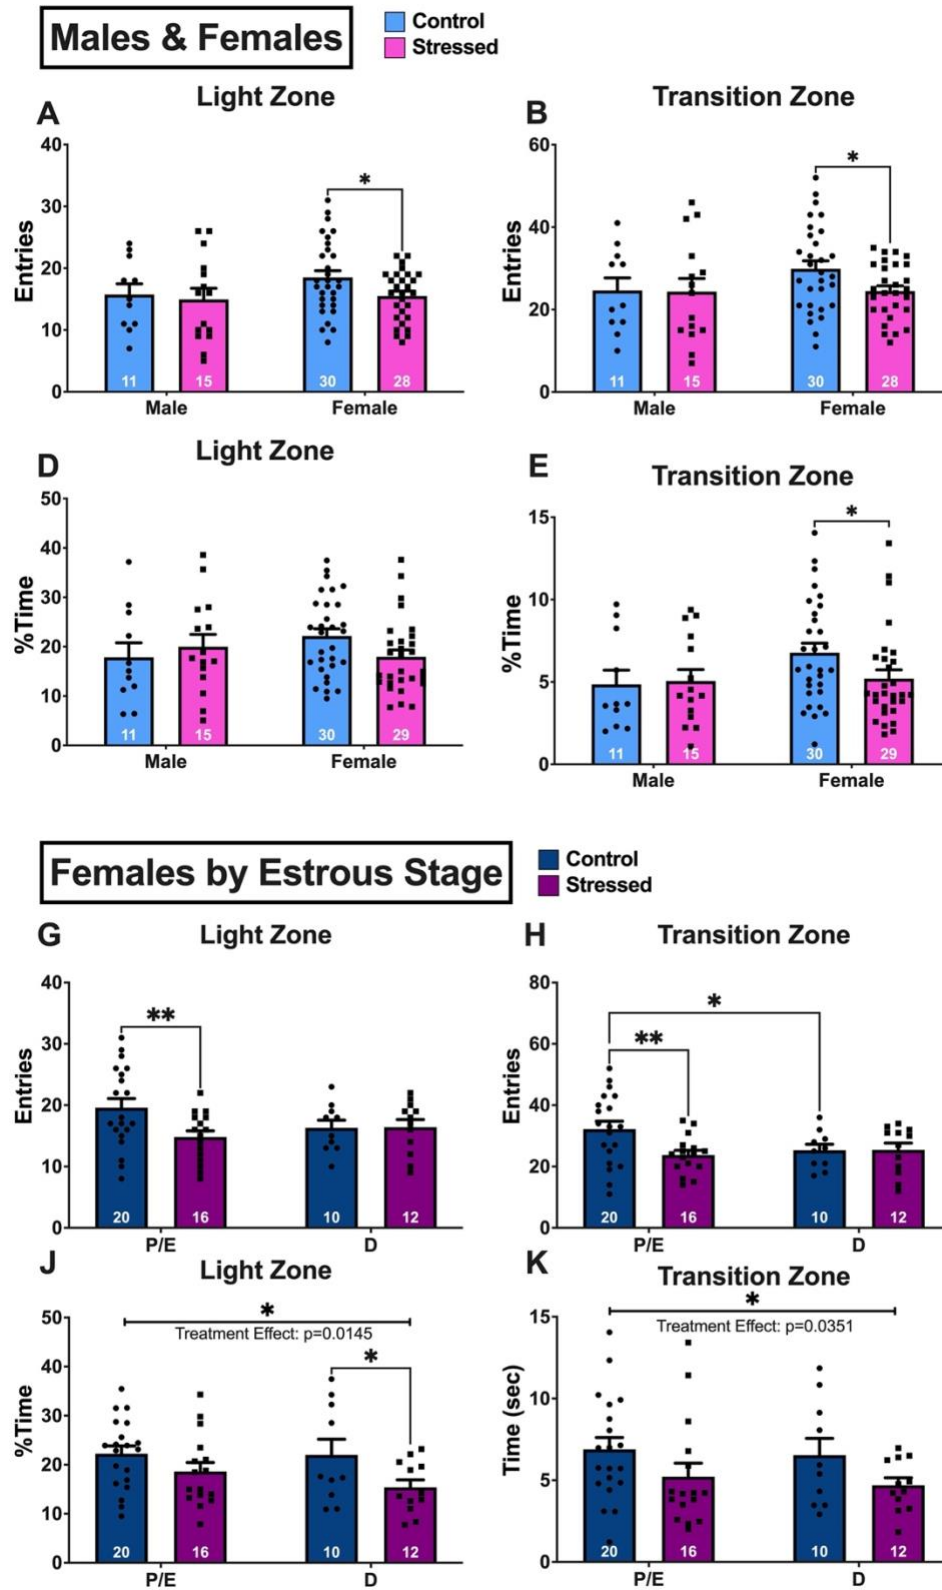 Males & Females
Control
Stressed
A
Light Zone
Entries
40
30
20
10
0
11
15
30
28
Male
Female
*
B
Transition Zone
Entries
60
40
20
0
11
15
30
28
Male
Female
*
D
Light Zone
%Time
50
40
30
20
10
0
11
15
30
29
Male
Female
E
Transition Zone
%Time
15
10
5
0
11
15
30
29
Male
Female
*
Females by Estrous Stage
Control
Stressed
G
Light Zone
Entries
40
30
20
10
0
**
20
16
10
12
P/E
D
H
Transition Zone
Entries
80
60
40
20
0
*
**
20
16
10
12
P/E
D
J
Light Zone
%Time
50
40
30
20
10
0
*
Treatment Effect: p=0.0145
*
20
16
10
12
P/E
D
K
Transition Zone
Time (sec)
15
10
5
0
*
Treatment Effect: p=0.0351
20
16
10
12
P/E
D